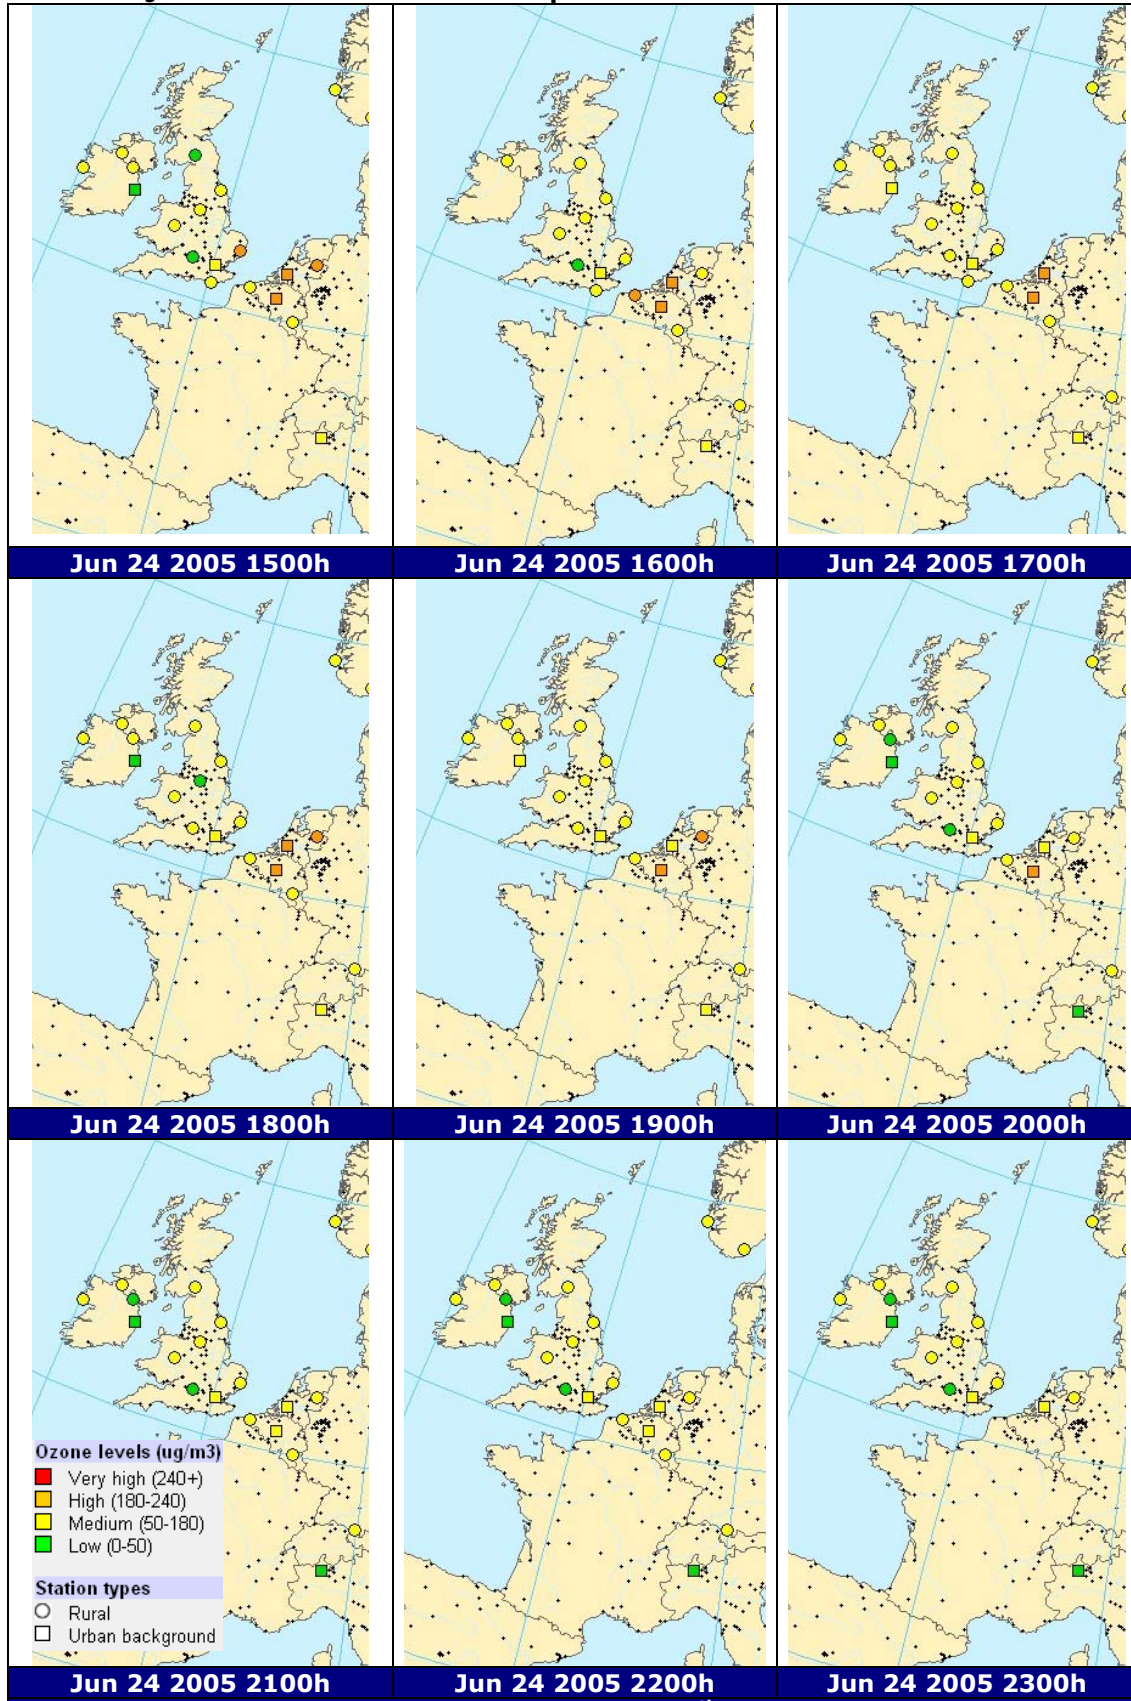 Jun 24 2005 1500h
Jun 24 2005 1600h
Jun 24 2005 1700h
Jun 24 2005 1800h
Jun 24 2005 1900h
Jun 24 2005 2000h
Ozone levels (ug/m3)
Very high (240+)
High (180-240)
Medium (50-180)
Low (0-50)
Station types
Rural
Urban background
Jun 24 2005 2100h
Jun 24 2005 2200h
Jun 24 2005 2300h